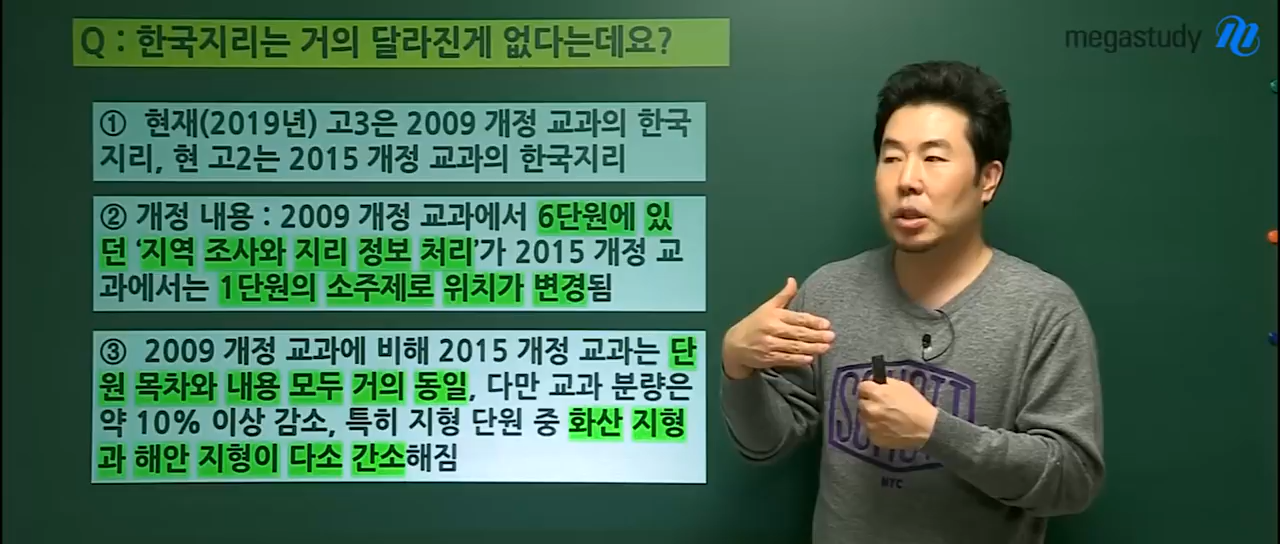 Q : 한국지리는 거의 달라진게 없다는데요?
megastudy
① 현재(2019년) 고3은 2009 개정 교과의 한국
지리, 현 고2는 2015 개정 교과의 한국지리
② 개정 내용 : 2009 개정 교과에서 6단원에 있
던 ‘지역 조사와 지리 정보 처리’가 2015 개정 교
과에서는 1단원의 소주제로 위치가 변경됨
③ 2009 개정 교과에 비해 2015 개정 교과는 단
원 목차와 내용 모두 거의 동일, 다만 교과 분량은
약 10% 이상 감소, 특히 지형 단원 중 화산 지형
과 해안 지형이 다소 간소해짐
SCHOTT
NYC